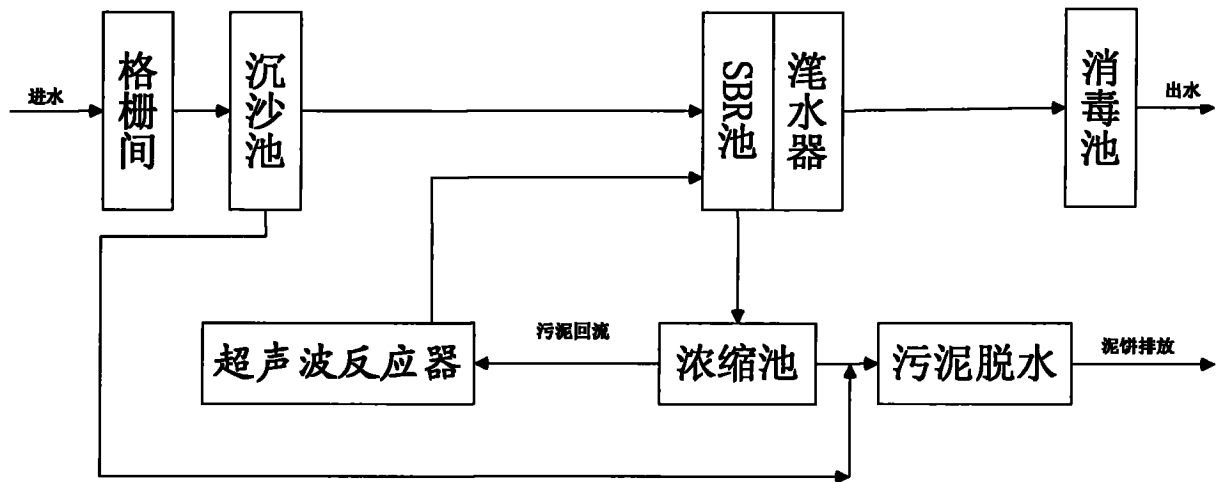 进水
格栅间
沉沙池
SBR池
滗水器
消毒池
出水
超声波反应器
污泥回流
浓缩池
污泥脱水
泥饼排放